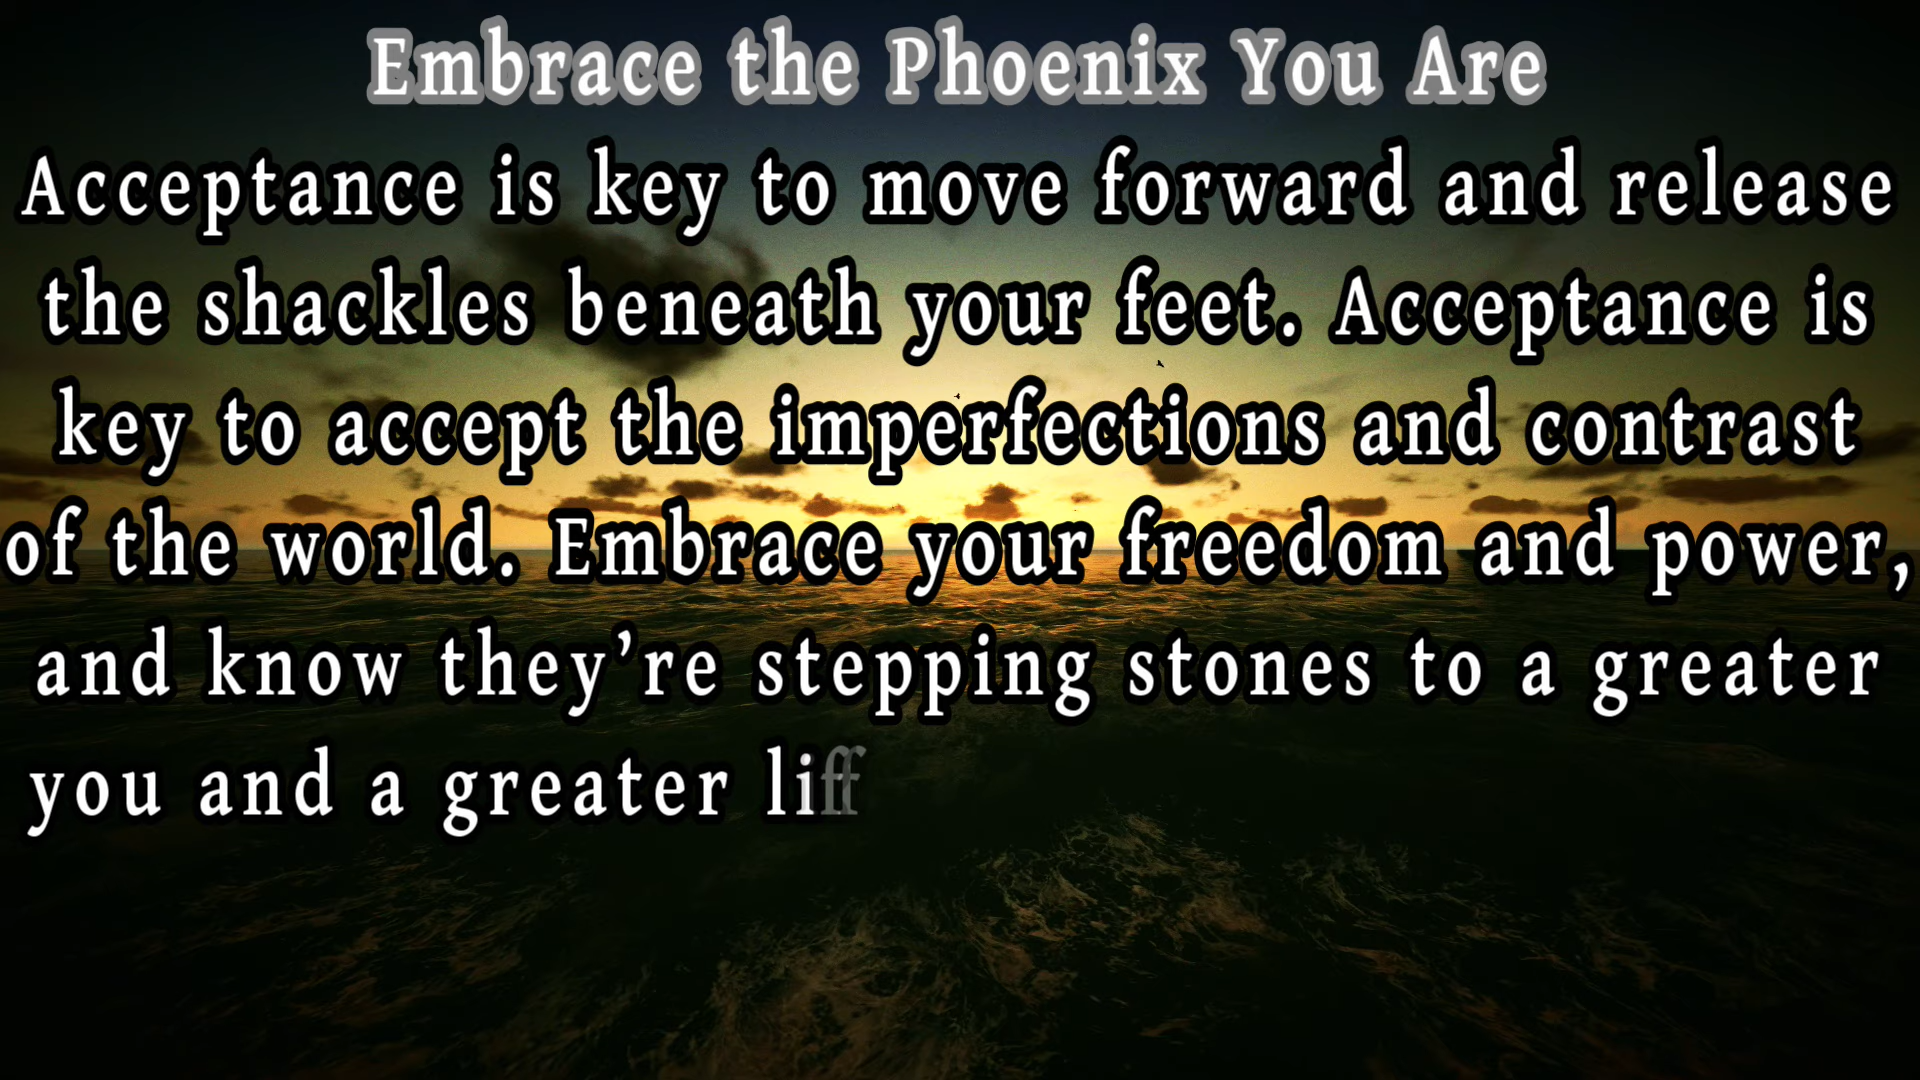 Embrace the Phoenix You Are
Acceptance is key to move forward and release
the shackles beneath your feet. Acceptance is
key to accept the imperfections and contrast
of the world. Embrace your freedom and power,
and know they’re stepping stones to a greater
you and a greater